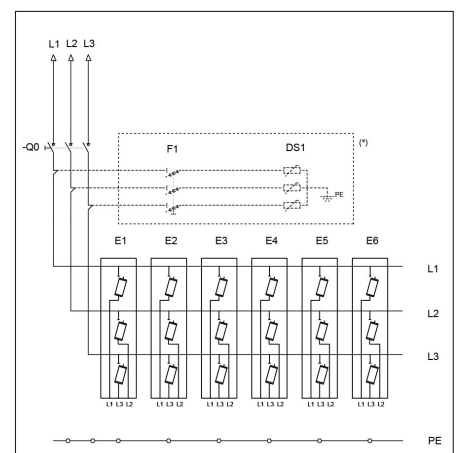 L1 L2 L3
-Q0
F1 DS1 (*)
PE
E1 E2 E3 E4 E5 E6
L1
L2
L3
L1 L3 L2 L1 L3 L2 L1 L3 L2 L1 L3 L2 L1 L3 L2 L1 L3 L2
PE